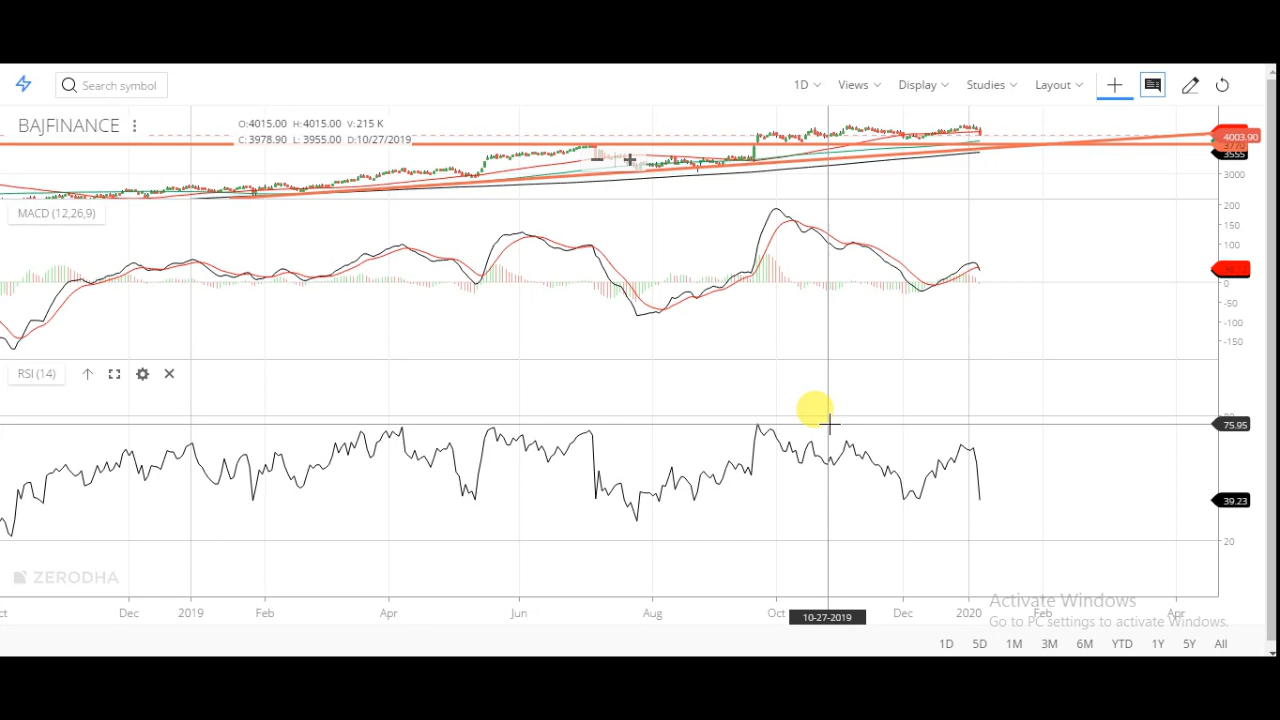 Search symbol
1D Views Display Studies Layout
BAJFINANCE
O:4015.00 H:4015.00 V:215 K
C:3978.90 L:3955.00 D:10/27/2019
4003.90
3555
3000
MACD (12,26,9)
200
150
100
0
-50
-100
-150
RSI (14)
75.95
39.23
20
ZERODHA
Dec 2019 Feb Apr Jun Aug Oct 10-27-2019 Dec 2020 Feb Apr
Activate Windows
Go to PC settings to activate Windows.
1D 5D 1M 3M 6M YTD 1Y 5Y All